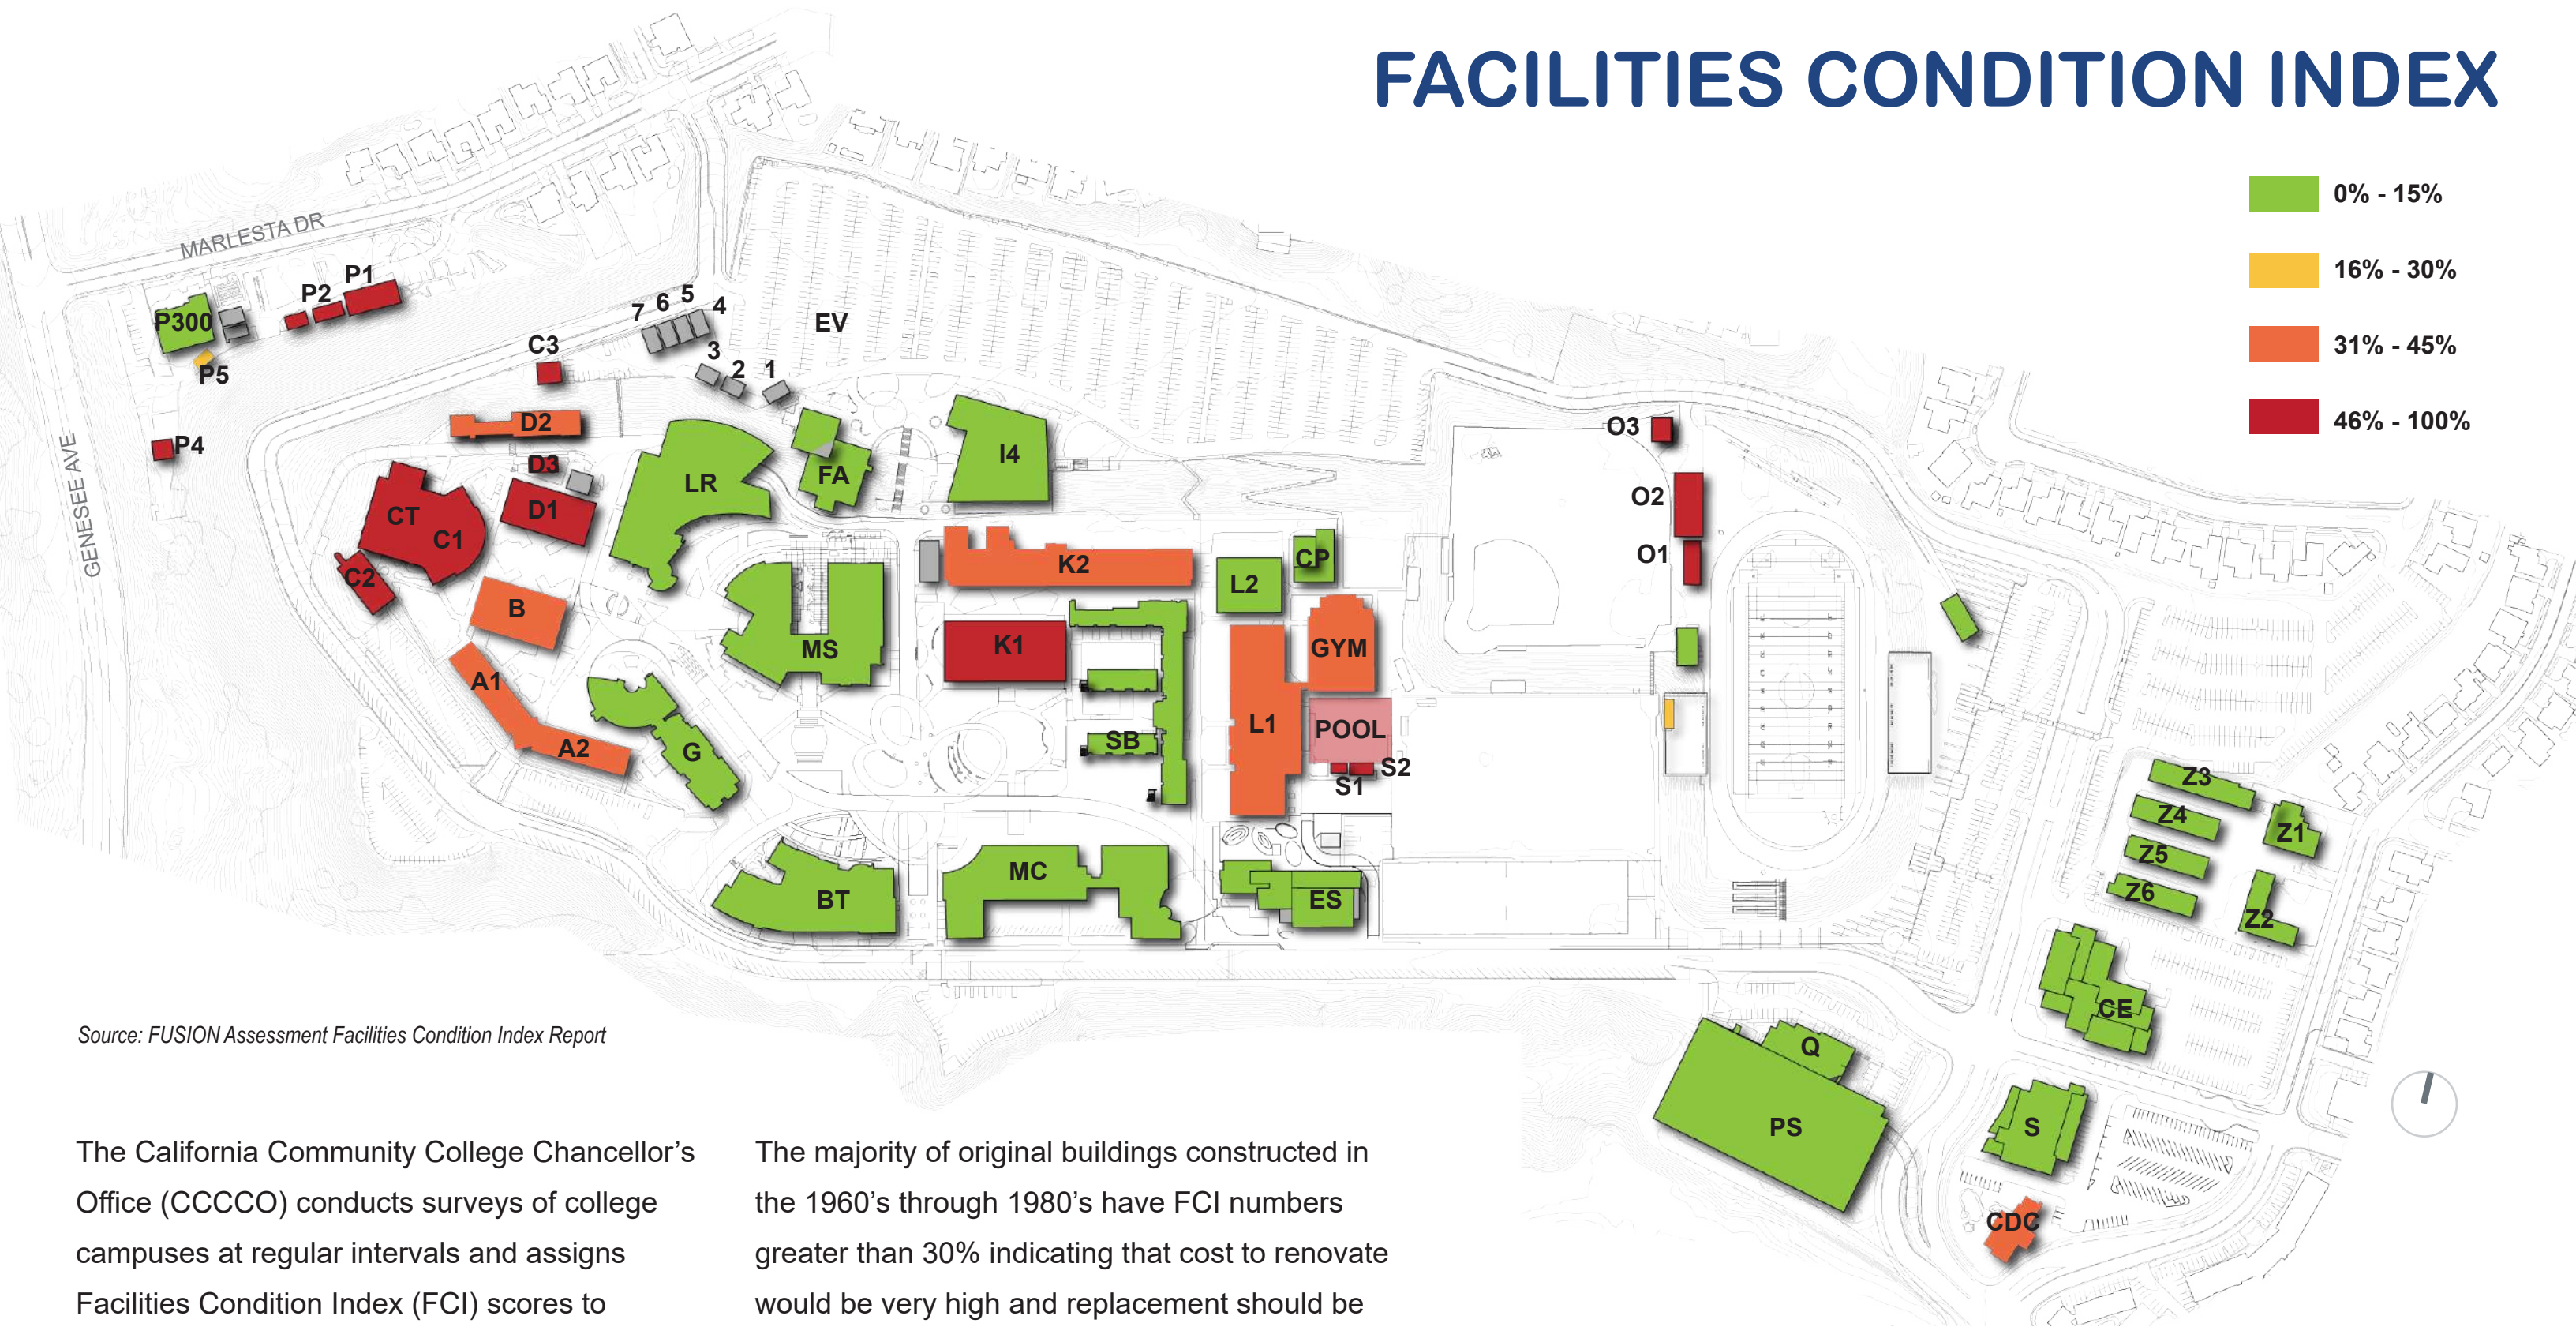 FACILITIES CONDITION INDEX
0% - 15%
16% - 30%
31% - 45%
46% - 100%
MARLESTA DR
GENESEE AVE
P1
P2
P300
P5
P4
C3
7
6
5
4
3
2
1
EV
D2
D3
D1
CT
C1
C2
B
A1
A2
G
LR
FA
I4
MS
K2
K1
SB
L2
CP
GYM
L1
POOL
S1
S2
BT
MC
ES
O3
O2
O1
Z3
Z4
Z5
Z6
Z1
Z2
CE
Q
PS
S
CDC
Source: FUSION Assessment Facilities Condition Index Report
The California Community College Chancellor’s
Office (CCCCO) conducts surveys of college
campuses at regular intervals and assigns
Facilities Condition Index (FCI) scores to
The majority of original buildings constructed in
the 1960’s through 1980’s have FCI numbers
greater than 30% indicating that cost to renovate
would be very high and replacement should be